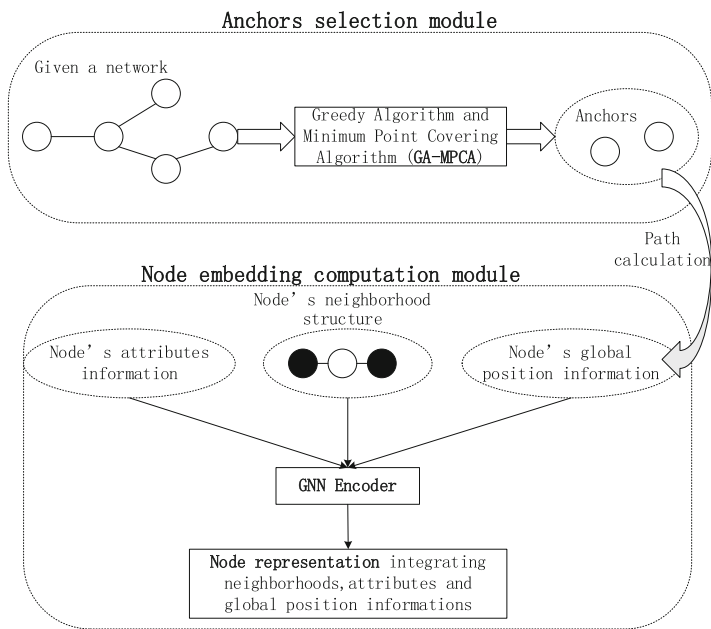 Anchors selection module
Given a network
Greedy Algorithm and
Minimum Point Covering
Algorithm (GA-MPCA)
Anchors
Path
calculation
Node embedding computation module
Node's neighborhood
structure
Node's attributes
information
Node's global
position information
GNN Encoder
Node representation integrating
neighborhoods,attributes and
global position informations